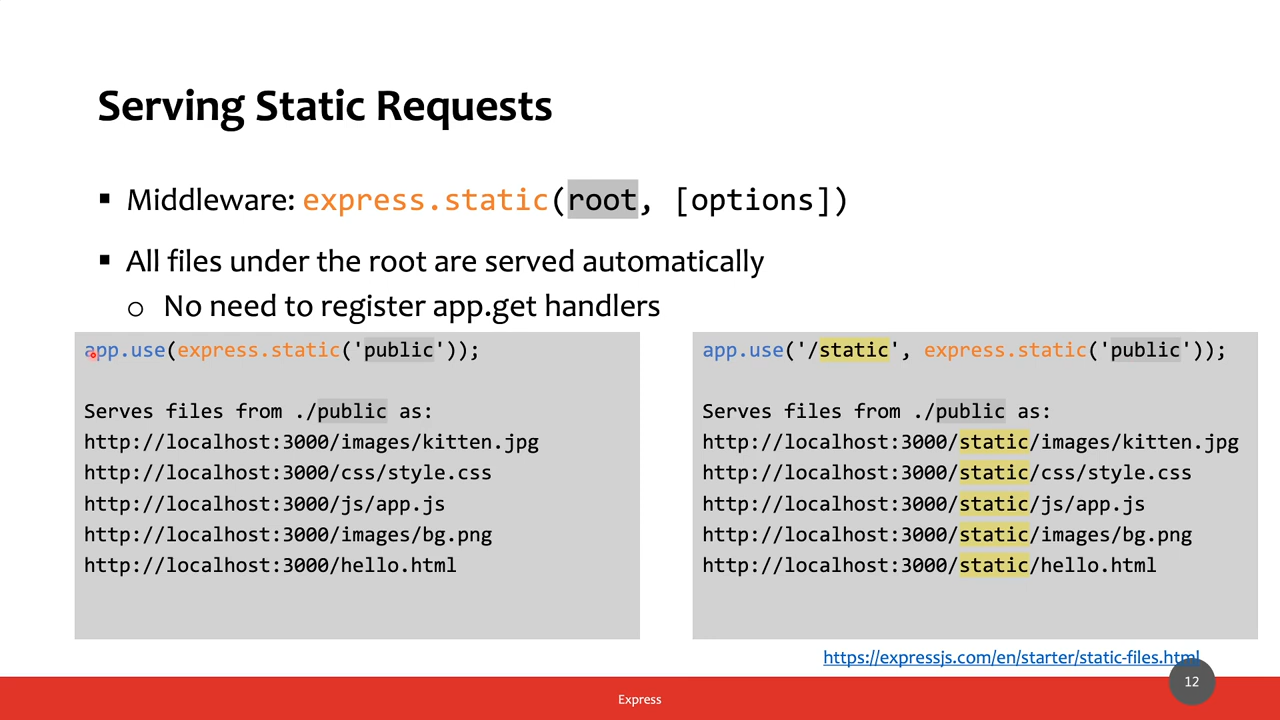 Serving Static Requests
▪ Middleware: express.static(root, [options])
▪ All files under the root are served automatically
o No need to register app.get handlers
app.use(express.static('public'));
Serves files from ./public as:
http://localhost:3000/images/kitten.jpg
http://localhost:3000/css/style.css
http://localhost:3000/js/app.js
http://localhost:3000/images/bg.png
http://localhost:3000/hello.html
app.use('/static', express.static('public'));
Serves files from ./public as:
http://localhost:3000/static/images/kitten.jpg
http://localhost:3000/static/css/style.css
http://localhost:3000/static/js/app.js
http://localhost:3000/static/images/bg.png
http://localhost:3000/static/hello.html
https://expressjs.com/en/starter/static-files.html
12
Express